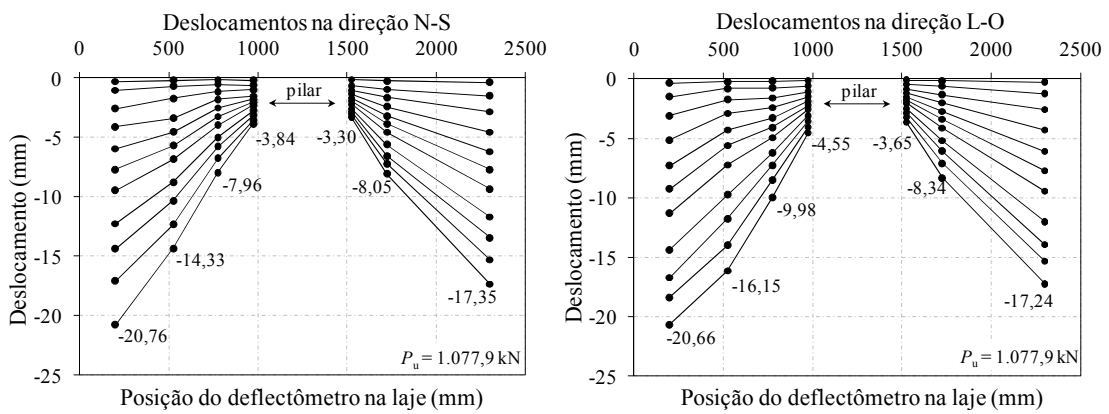 Deslocamentos na direção N-S
0 500 1000 1500 2000 2500
0
-5
-10
-15
-20
-25
Deslocamento (mm)
pilar
-3,84
-3,30
-7,96
-8,05
-14,33
-17,35
-20,76
Pu = 1.077,9 kN
Posição do deflectômetro na laje (mm)
Deslocamentos na direção L-O
0 500 1000 1500 2000 2500
0
-5
-10
-15
-20
-25
Deslocamento (mm)
pilar
-4,55
-3,65
-8,34
-9,98
-16,15
-17,24
-20,66
Pu = 1.077,9 kN
Posição do deflectômetro na laje (mm)